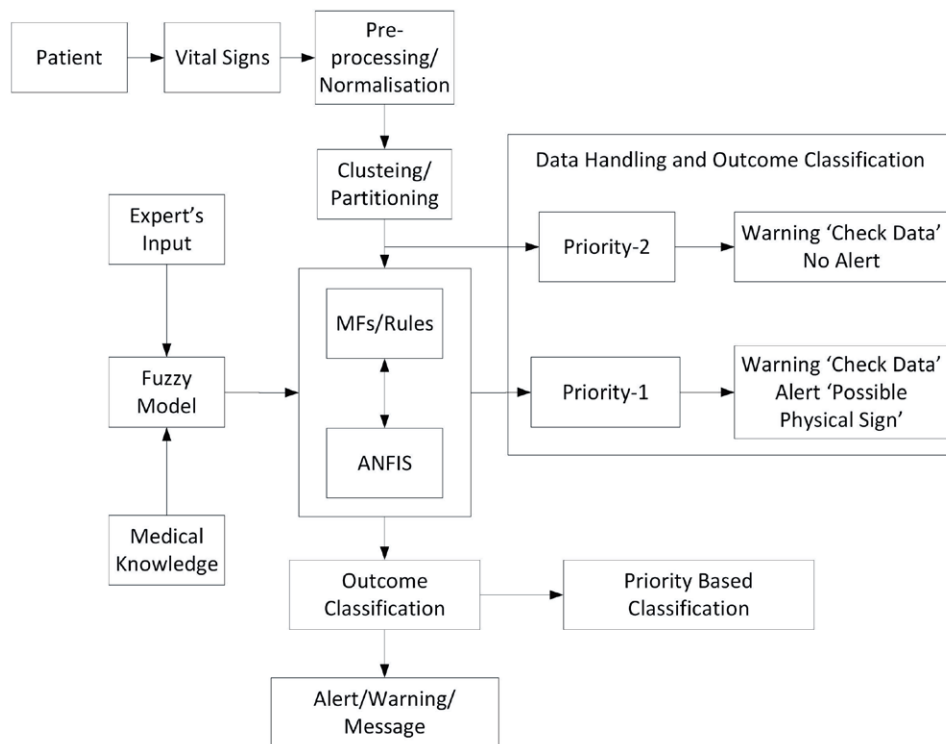 Patient
Vital Signs
Pre-
processing/
Normalisation
Clusteing/
Partitioning
Data Handling and Outcome Classification
Expert's
Input
Priority-2
Warning ‘Check Data’
No Alert
MFs/Rules
Fuzzy
Model
Priority-1
Warning ‘Check Data’
Alert ‘Possible
Physical Sign’
ANFIS
Medical
Knowledge
Outcome
Classification
Priority Based
Classification
Alert/Warning/
Message